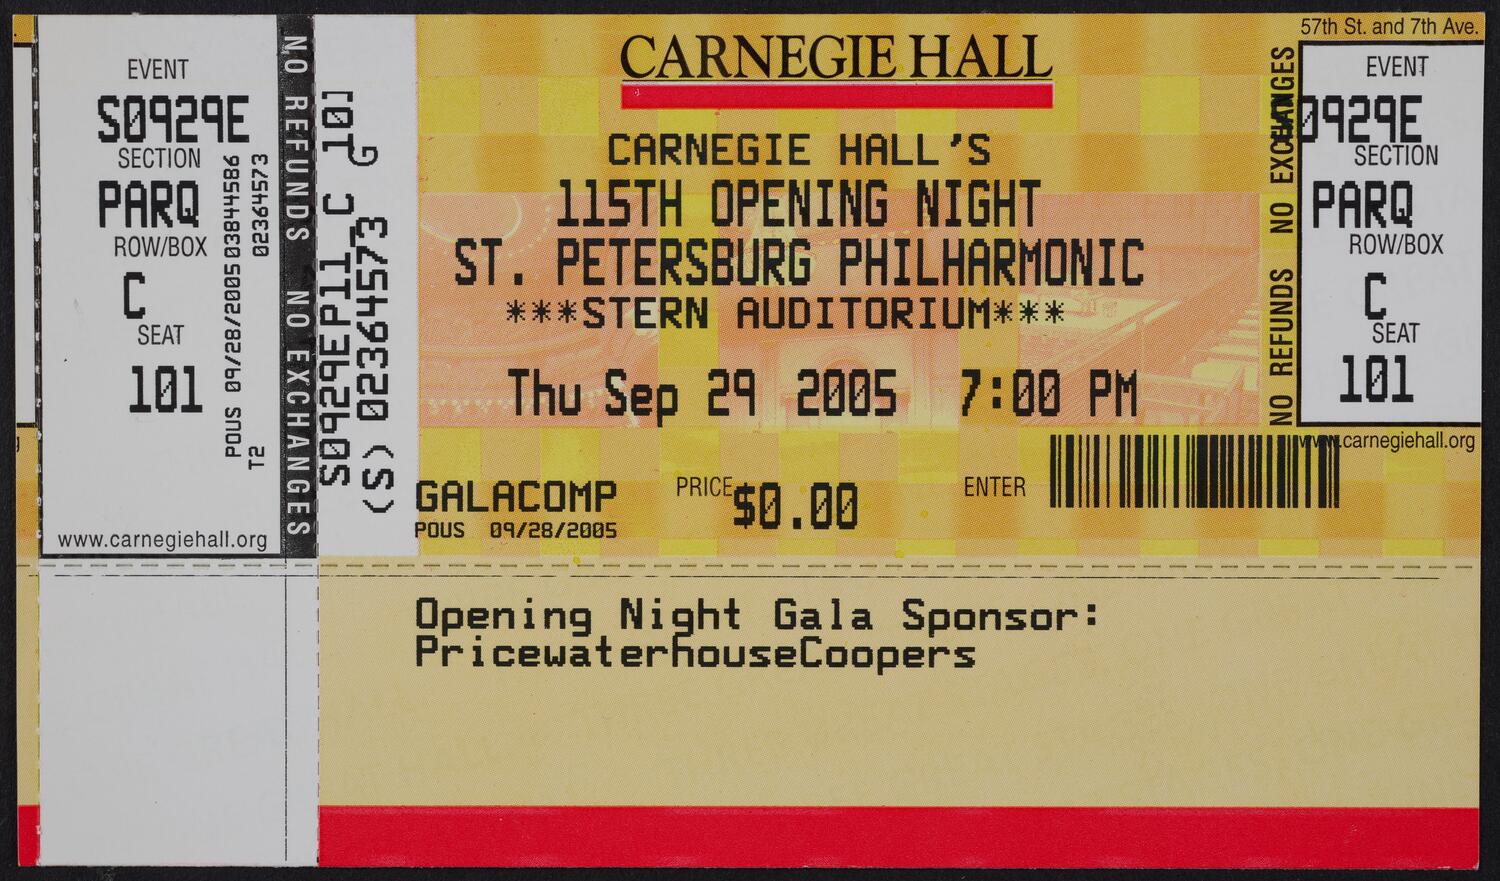 EVENT
S0929E
SECTION
PARQ
ROW/BOX
C
SEAT
101
POUS 09/28/2005 03844586
T2 02364573
www.carnegiehall.org
NO REFUNDS NO EXCHANGES
S0929EP11 C C 101
(S) 02364573 G
CARNEGIE HALL
CARNEGIE HALL'S
115TH OPENING NIGHT
ST. PETERSBURG PHILHARMONIC
***STERN AUDITORIUM***
Thu Sep 29 2005 7:00 PM
GALACOMP PRICE $0.00 ENTER
POUS 09/28/2005
NO REFUNDS NO EXCHANGES
57th St. and 7th Ave.
EVENT
S0929E
SECTION
PARQ
ROW/BOX
C
SEAT
101
www.carnegiehall.org
Opening Night Gala Sponsor:
PricewaterhouseCoopers